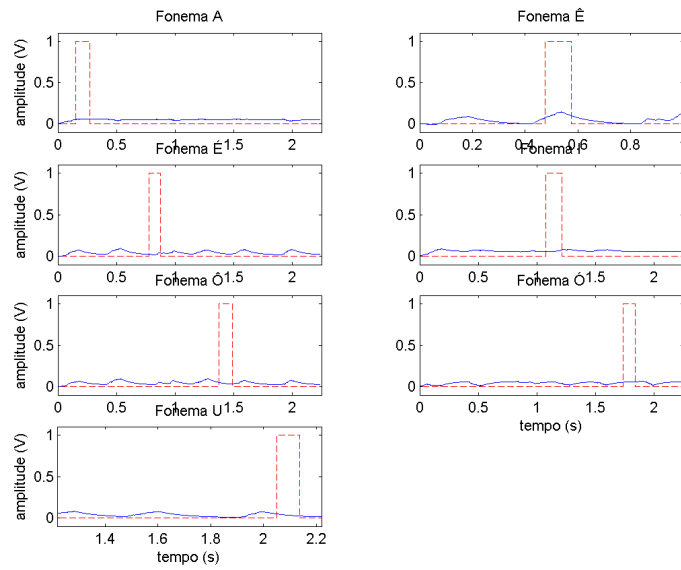 Fonema A
amplitude (V)
1
0.5
0
0 0.5 1 1.5 2
Fonema Ê
1
0.5
0
0 0.2 0.4 0.6 0.8
Fonema É
amplitude (V)
1
0.5
0
0 0.5 1 1.5 2
Fonema I
1
0.5
0
0 0.5 1 1.5 2
Fonema Ô
amplitude (V)
1
0.5
0
0 0.5 1 1.5 2
Fonema Ó
1
0.5
0
0 0.5 1 1.5 2
tempo (s)
Fonema U
amplitude (V)
1
0.5
0
1.4 1.6 1.8 2 2.2
tempo (s)